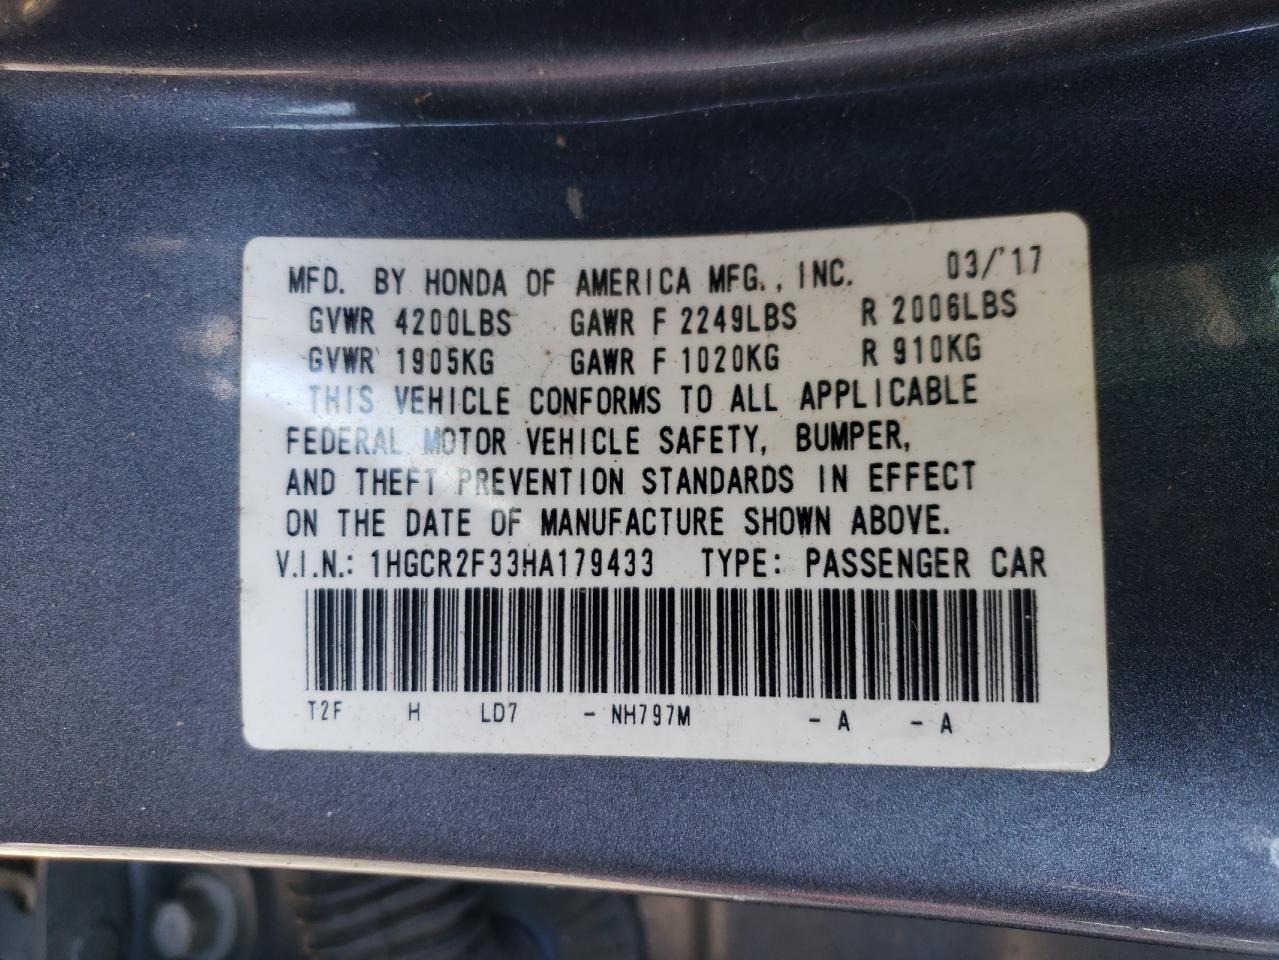 MFD. BY HONDA OF AMERICA MFG., INC. 03/'17
GVWR 4200LBS GAWR F 2249LBS R 2006LBS
GVWR 1905KG GAWR F 1020KG R 910KG
THIS VEHICLE CONFORMS TO ALL APPLICABLE
FEDERAL MOTOR VEHICLE SAFETY, BUMPER,
AND THEFT PREVENTION STANDARDS IN EFFECT
ON THE DATE OF MANUFACTURE SHOWN ABOVE.
V.I.N.: 1HGCR2F33HA179433 TYPE: PASSENGER CAR
T2F H LD7 - NH797M - A - A